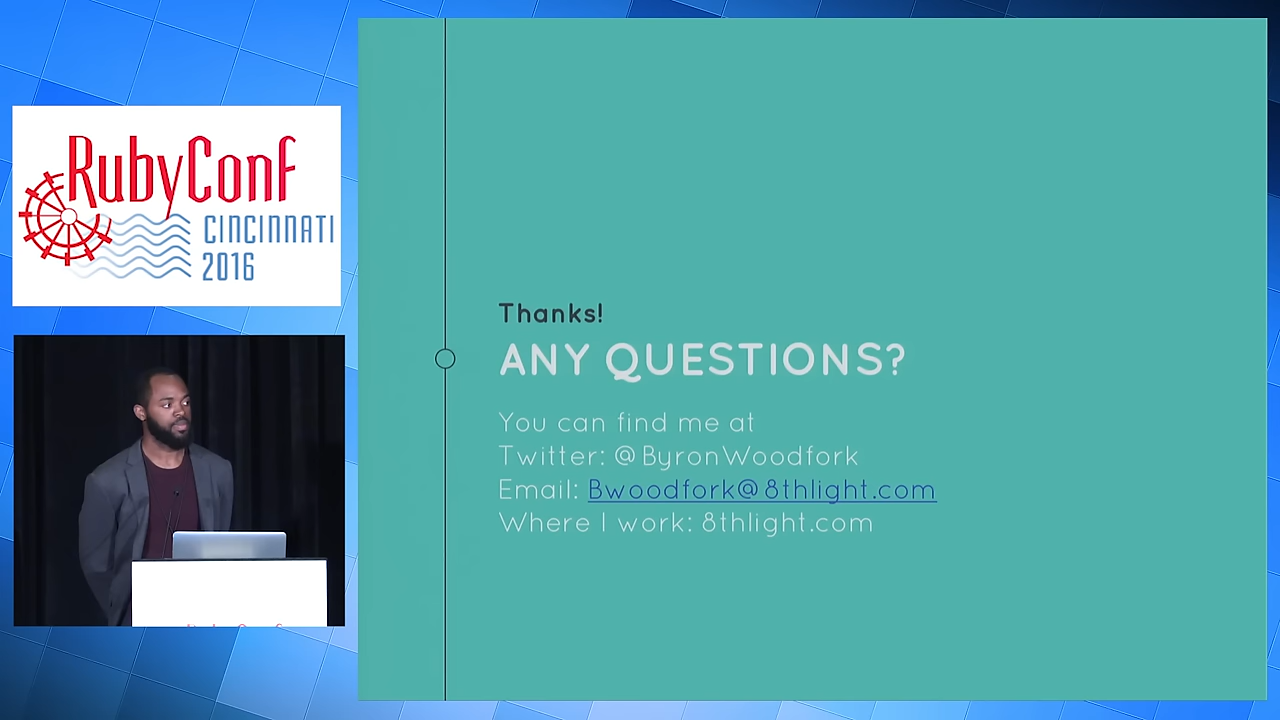 RubyConf
CINCINNATI
2016
Thanks!
ANY QUESTIONS?
You can find me at
Twitter: @ByronWoodfork
Email: Bwoodfork@8thlight.com
Where I work: 8thlight.com